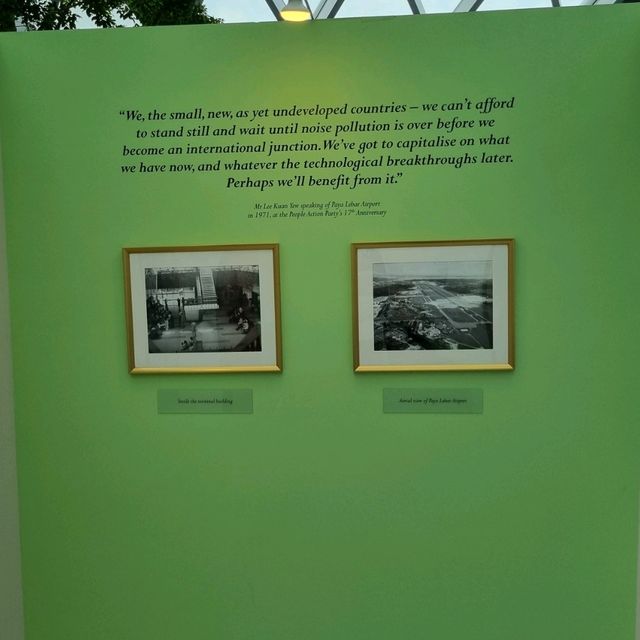 “We, the small, new, as yet undeveloped countries – we can’t afford
to stand still and wait until noise pollution is over before we
become an international junction. We’ve got to capitalise on what
we have now, and whatever the technological breakthroughs later.
Perhaps we’ll benefit from it.”
Mr Lee Kuan Yew speaking of Paya Lebar Airport
in 1971, at the People Action Party’s 17th Anniversary
Inside the terminal building
Aerial view of Paya Lebar Airport